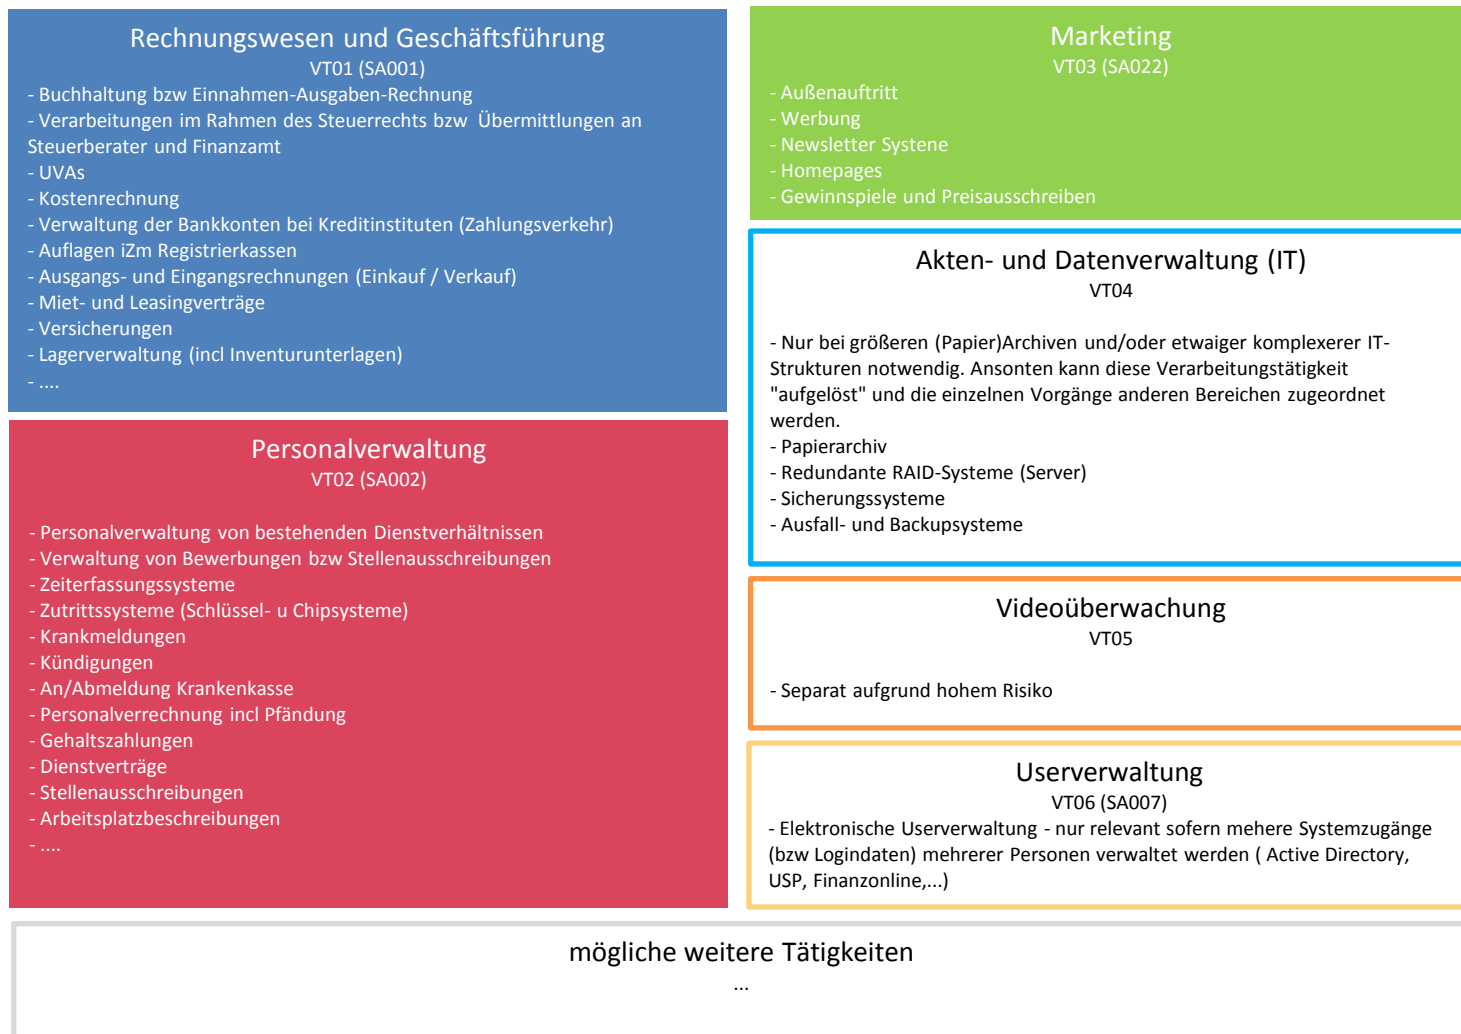 Rechnungswesen und Geschäftsführung
VT01 (SA001)
- Buchhaltung bzw Einnahmen-Ausgaben-Rechnung
- Verarbeitungen im Rahmen des Steuerrechts bzw  Übermittlungen an
Steuerberater und Finanzamt
- UVAs
- Kostenrechnung
- Verwaltung der Bankkonten bei Kreditinstituten (Zahlungsverkehr)
- Auflagen iZm Registrierkassen
- Ausgangs- und Eingangsrechnungen (Einkauf / Verkauf)
- Miet- und Leasingverträge
- Versicherungen
- Lagerverwaltung (incl Inventurunterlagen)
- ....
Personalverwaltung
VT02 (SA002)
- Personalverwaltung von bestehenden Dienstverhältnissen
- Verwaltung von Bewerbungen bzw Stellenausschreibungen
- Zeiterfassungssysteme
- Zutrittssysteme (Schlüssel- u Chipsysteme)
- Krankmeldungen
- Kündigungen
- An/Abmeldung Krankenkasse
- Personalverrechnung incl Pfändung
- Gehaltszahlungen
- Dienstverträge
- Stellenausschreibungen
- Arbeitsplatzbeschreibungen
- ....
Marketing
VT03 (SA022)
- Außenauftritt
- Werbung
- Newsletter Systene
- Homepages
- Gewinnspiele und Preisausschreiben
Akten- und Datenverwaltung (IT)
VT04
- Nur bei größeren (Papier)Archiven und/oder etwaiger komplexerer IT-
Strukturen notwendig. Ansonten kann diese Verarbeitungstätigkeit
"aufgelöst" und die einzelnen Vorgänge anderen Bereichen zugeordnet
werden.
- Papierarchiv
- Redundante RAID-Systeme (Server)
- Sicherungssysteme
- Ausfall- und Backupsysteme
Videoüberwachung
VT05
- Separat aufgrund hohem Risiko
Userverwaltung
VT06 (SA007)
- Elektronische Userverwaltung - nur relevant sofern mehere Systemzugänge
(bzw Logindaten) mehrerer Personen verwaltet werden ( Active Directory,
USP, Finanzonline,...)
mögliche weitere Tätigkeiten
...